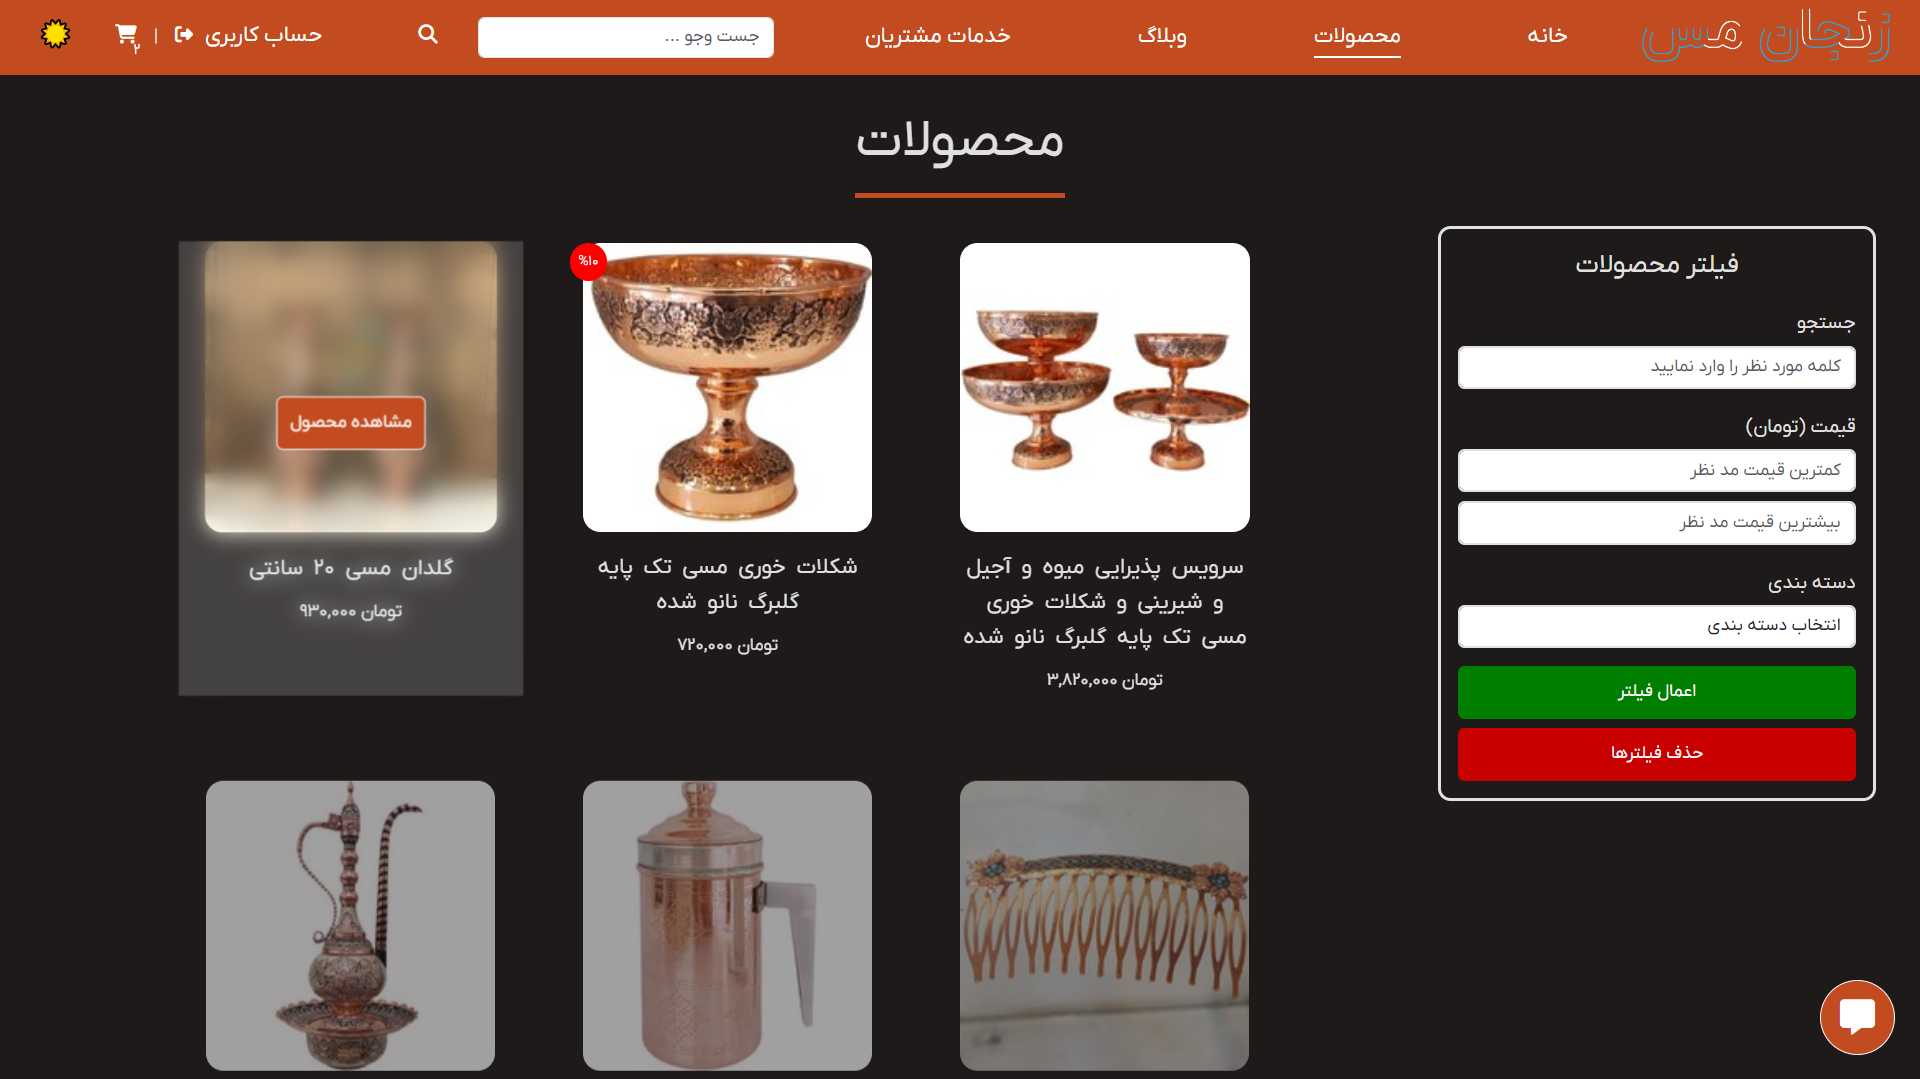 زنجان مس
خانه
محصولات
وبلاگ
خدمات مشتریان
جست وجو ...
حساب کاربری
|
۲
محصولات
فیلتر محصولات
جستجو
کلمه مورد نظر را وارد نمایید
قیمت (تومان)
کمترین قیمت مد نظر
بیشترین قیمت مد نظر
دسته بندی
انتخاب دسته بندی
اعمال فیلتر
حذف فیلترها
سرویس پذیرایی میوه و آجیل
و شیرینی و شکلات خوری
مسی تک پایه گلبرگ نانو شده
۳,۸۲۰,۰۰۰ تومان
%۱۰
شکلات خوری مسی تک پایه
گلبرگ نانو شده
۷۲۰,۰۰۰ تومان
مشاهده محصول
گلدان مسی ۲۰ سانتی
۹۳۰,۰۰۰ تومان